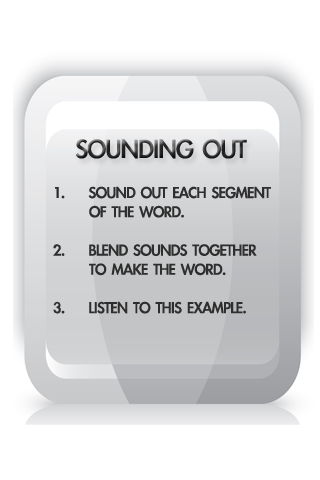 SOUNDING OUT
1. SOUND OUT EACH SEGMENT
OF THE WORD.
2. BLEND SOUNDS TOGETHER
TO MAKE THE WORD.
3. LISTEN TO THIS EXAMPLE.